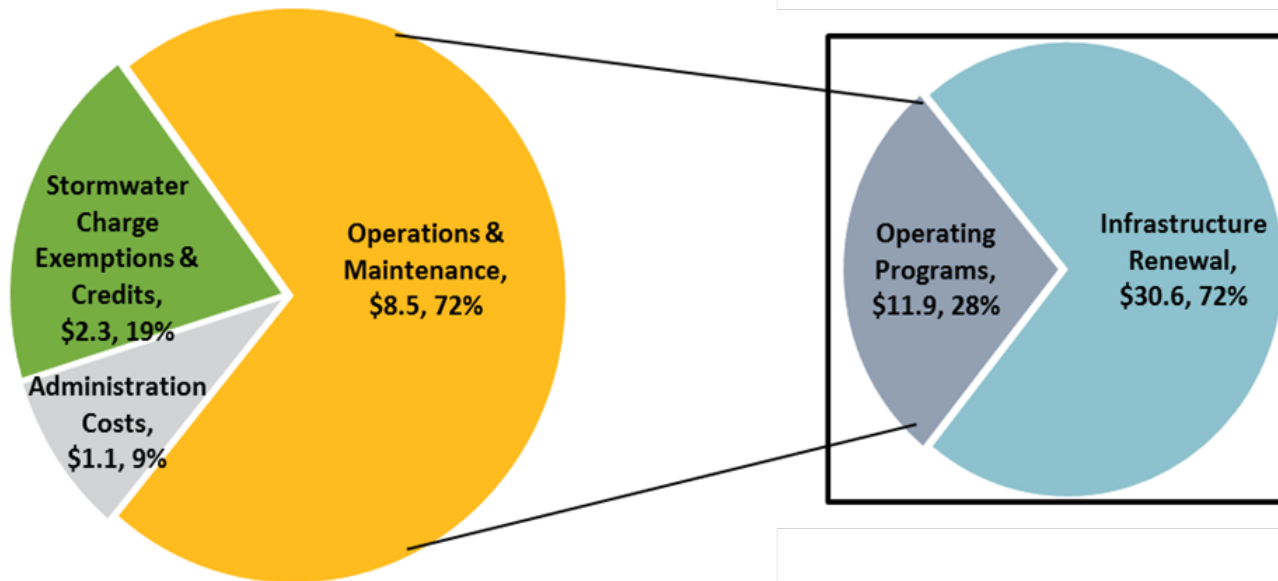 Stormwater
Charge
Exemptions &
Credits,
$2.3, 19%
Administration
Costs,
$1.1, 9%
Operations &
Maintenance,
$8.5, 72%
Operating
Programs,
$11.9, 28%
Infrastructure
Renewal,
$30.6, 72%